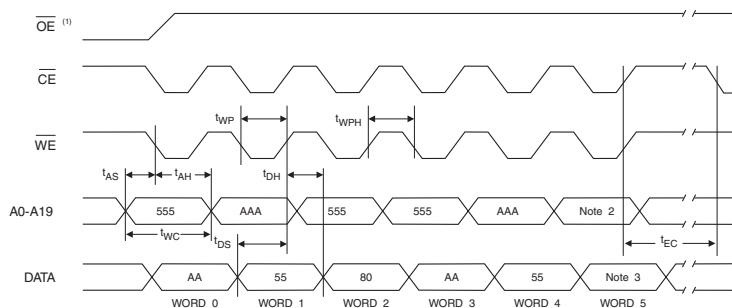 OE (1)
CE
tWP
tWPH
WE
tAS
tAH
tDH
A0-A19
555
AAA
555
555
AAA
Note 2
tWC
tDS
tEC
DATA
AA
55
80
AA
55
Note 3
WORD 0
WORD 1
WORD 2
WORD 3
WORD 4
WORD 5